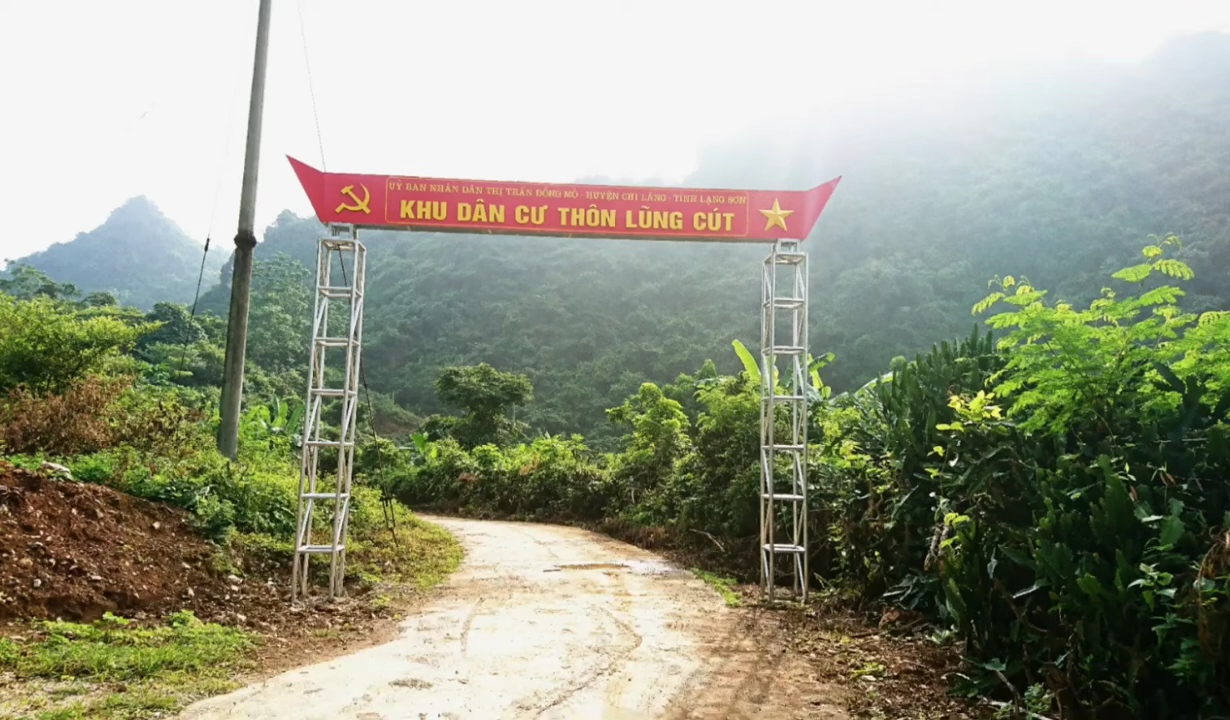 UỶ BAN NHÂN DÂN THỊ TRẤN ĐỒNG MỎ - HUYỆN CHI LĂNG - TỈNH LẠNG SƠN
KHU DÂN CƯ THÔN LŨNG CÚT